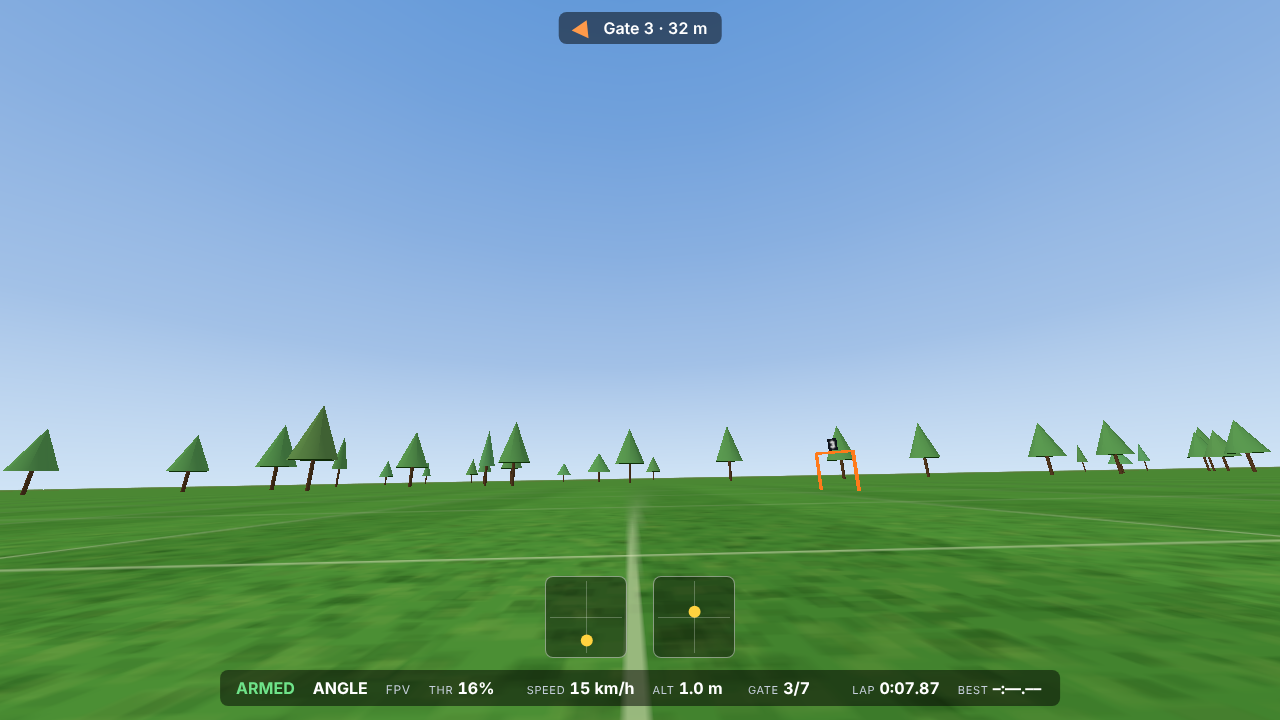 Gate 3 · 32 m
3
ARMED ANGLE FPV THR 16% SPEED 15 km/h ALT 1.0 m GATE 3/7 LAP 0:07.87 BEST –:––.––